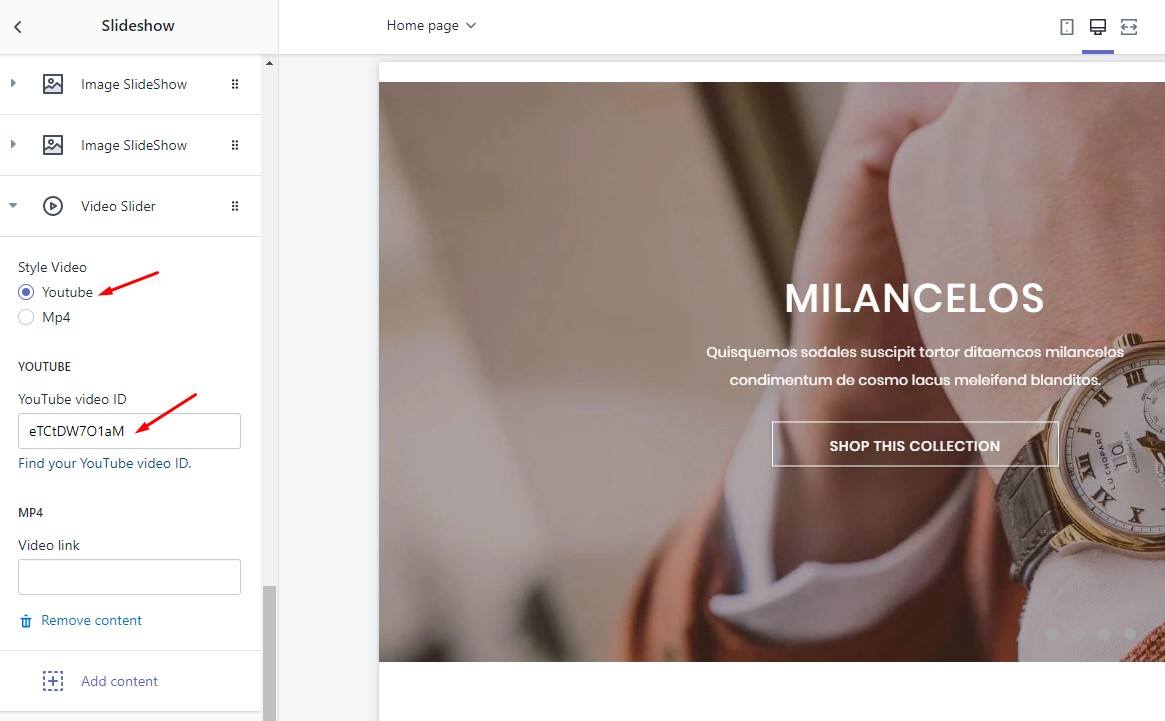 Slideshow
Home page
Image SlideShow
Image SlideShow
Video Slider
Style Video
Youtube
Mp4
YOUTUBE
YouTube video ID
eTCtDW7O1aM
Find your YouTube video ID.
MP4
Video link
Remove content
Add content
MILANCELOS
Quisquemos sodales suscipit tortor ditaemcos milancelos
condimentum de cosmo lacus meleifend blanditos.
SHOP THIS COLLECTION
L.U CHOPARD